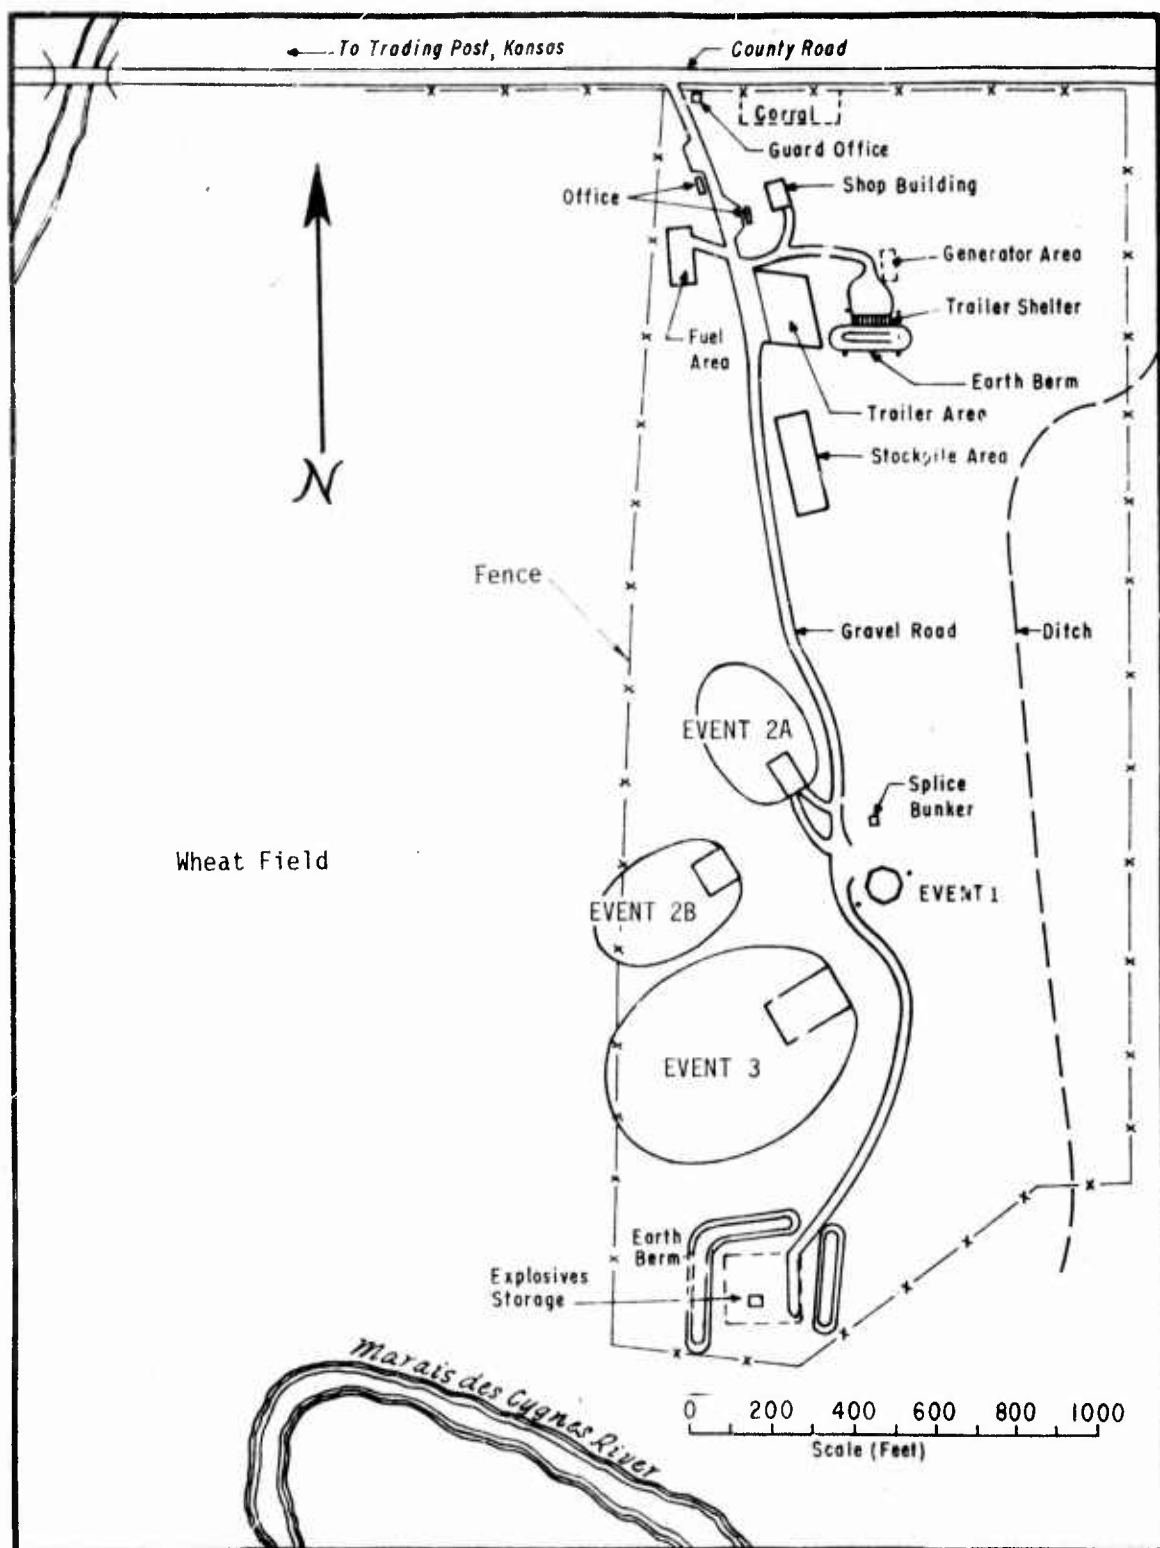 To Trading Post, Kansas
County Road
Corral
Guard Office
Office
Shop Building
Generator Area
Trailer Shelter
Fuel
Area
Earth Berm
Trailer Area
Stockpile Area
N
Fence
Gravel Road
Ditch
EVENT 2A
Splice
Bunker
Wheat Field
EVENT 1
EVENT 2B
EVENT 3
Earth
Berm
Explosives
Storage
Marais des Cygnes River
0 200 400 600 800 1000
Scale (Feet)